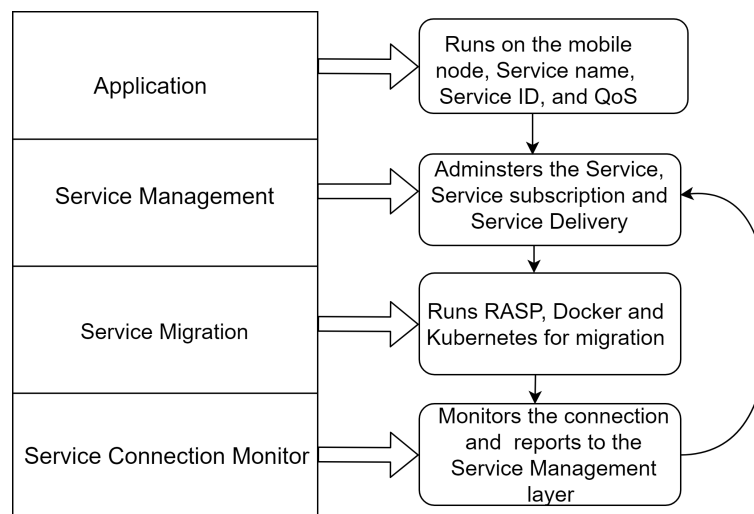 Application
Runs on the mobile
node, Service name,
Service ID, and QoS
Service Management
Adminsters the Service,
Service subscription and
Service Delivery
Service Migration
Runs RASP, Docker and
Kubernetes for migration
Service Connection Monitor
Monitors the connection
and reports to the
Service Management
layer